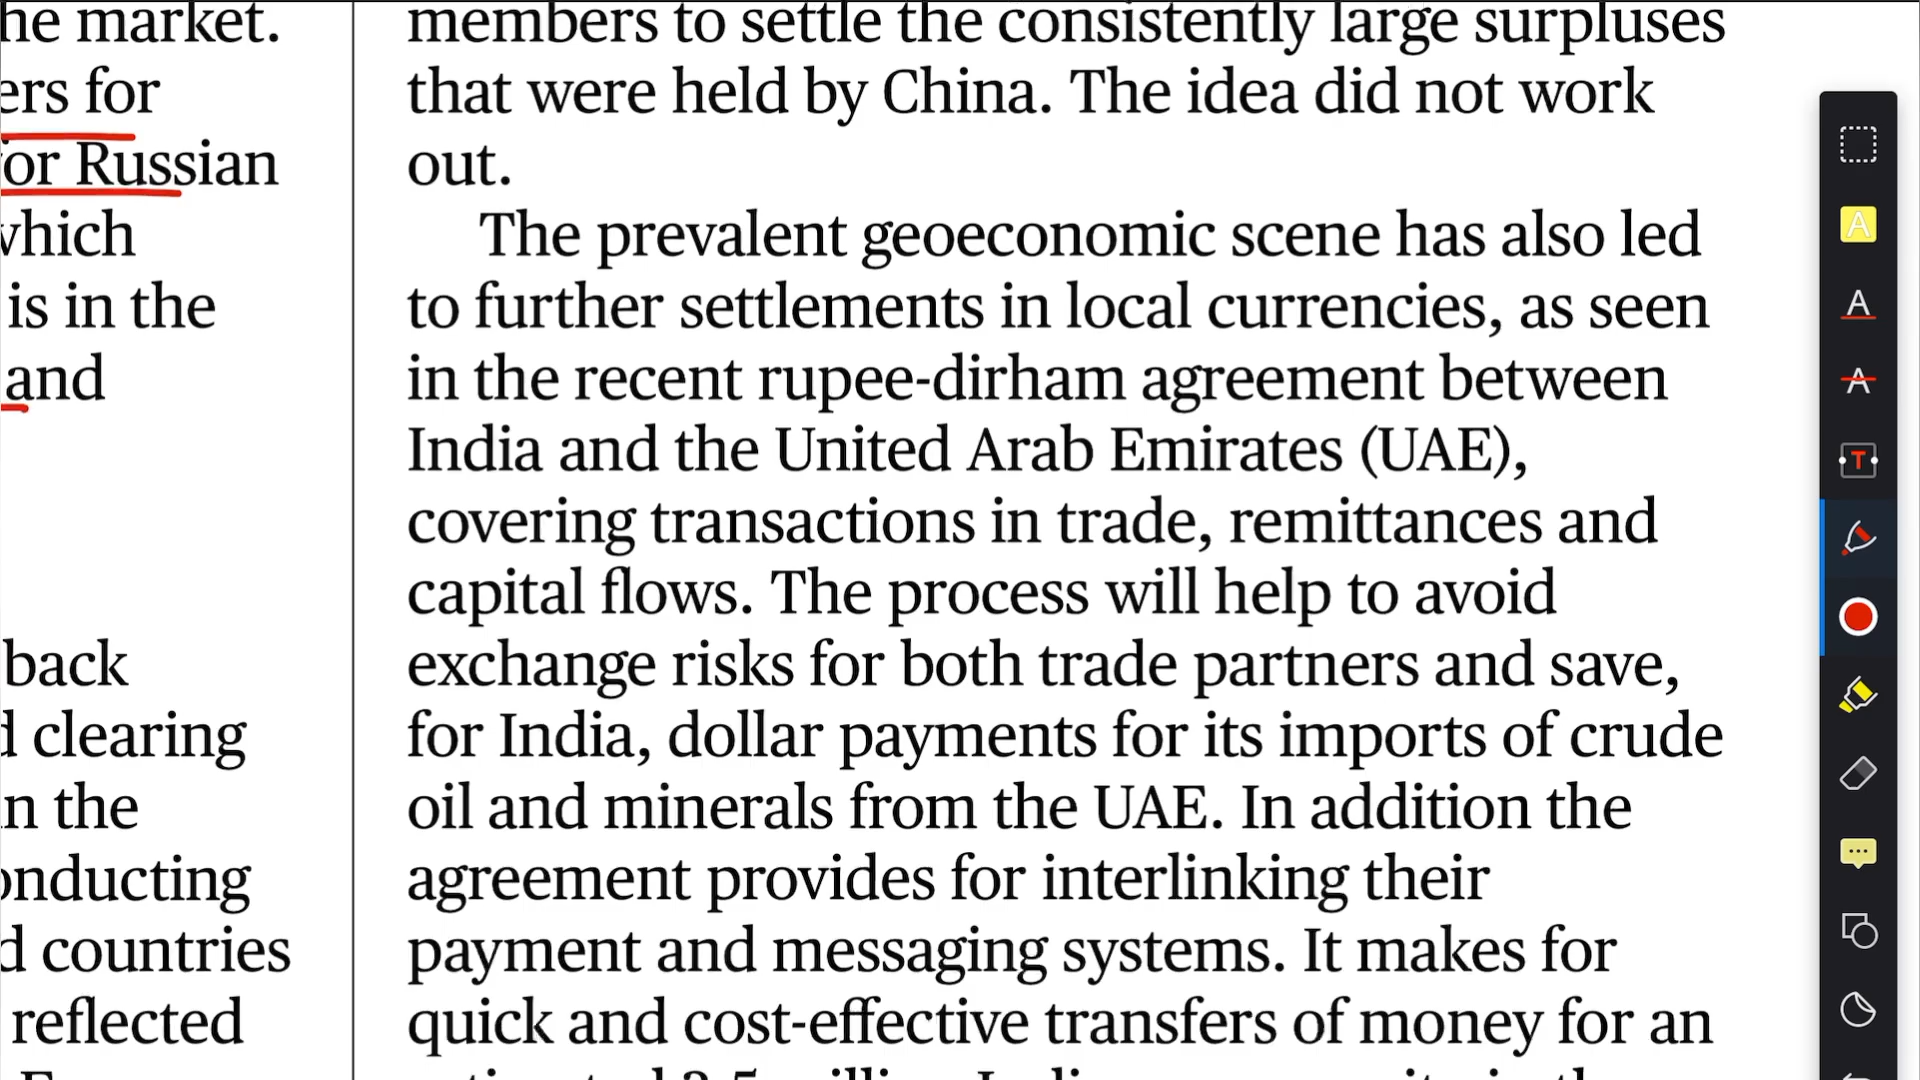 he market.
ers for
or Russian
which
is in the
and
back
d clearing
in the
onducting
d countries
reflected
members to settle the consistently large surpluses
that were held by China. The idea did not work
out.
The prevalent geoeconomic scene has also led
to further settlements in local currencies, as seen
in the recent rupee-dirham agreement between
India and the United Arab Emirates (UAE),
covering transactions in trade, remittances and
capital flows. The process will help to avoid
exchange risks for both trade partners and save,
for India, dollar payments for its imports of crude
oil and minerals from the UAE. In addition the
agreement provides for interlinking their
payment and messaging systems. It makes for
quick and cost-effective transfers of money for an
A
A
A
T